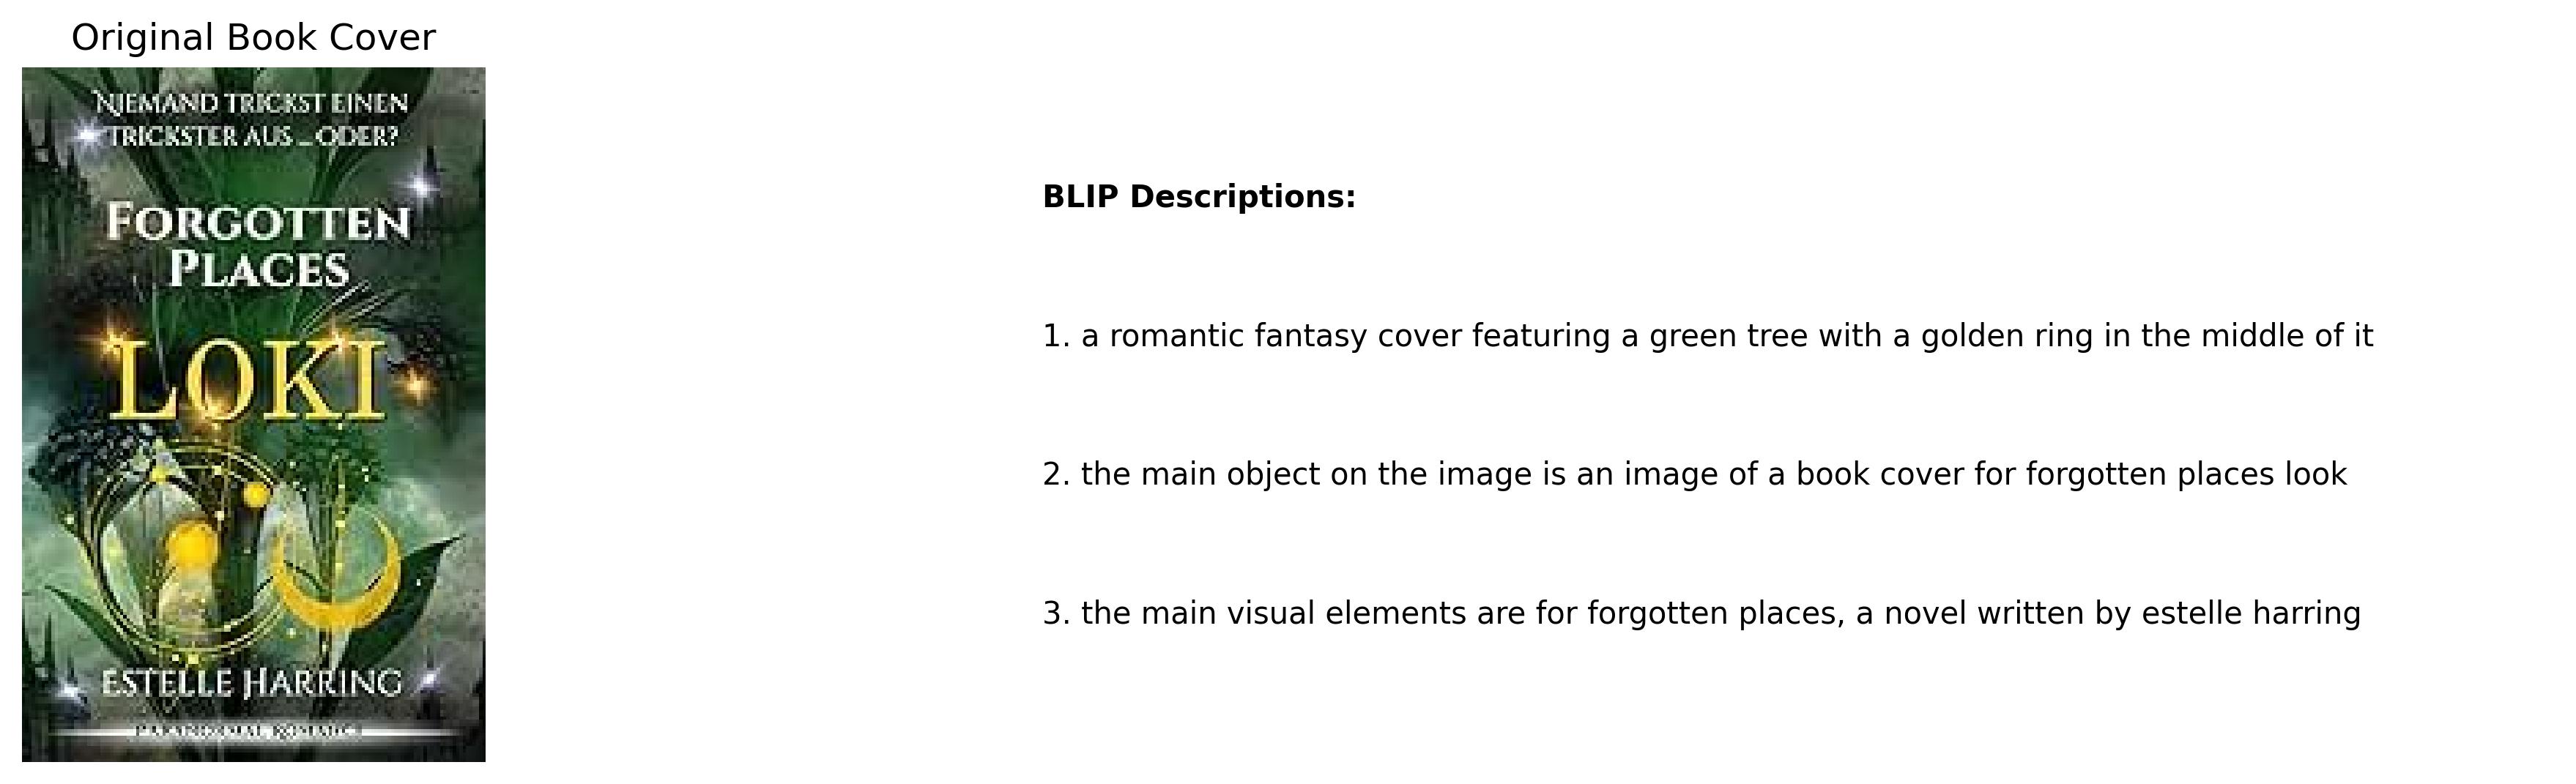 Original Book Cover
NIEMAND TRICKST EINEN
TRICKSTER AUS ... ODER?
FORGOTTEN
PLACES
LOKI
ESTELLE HARRING
PARANORMAL ROMANCE
BLIP Descriptions:
1. a romantic fantasy cover featuring a green tree with a golden ring in the middle of it
2. the main object on the image is an image of a book cover for forgotten places look
3. the main visual elements are for forgotten places, a novel written by estelle harring